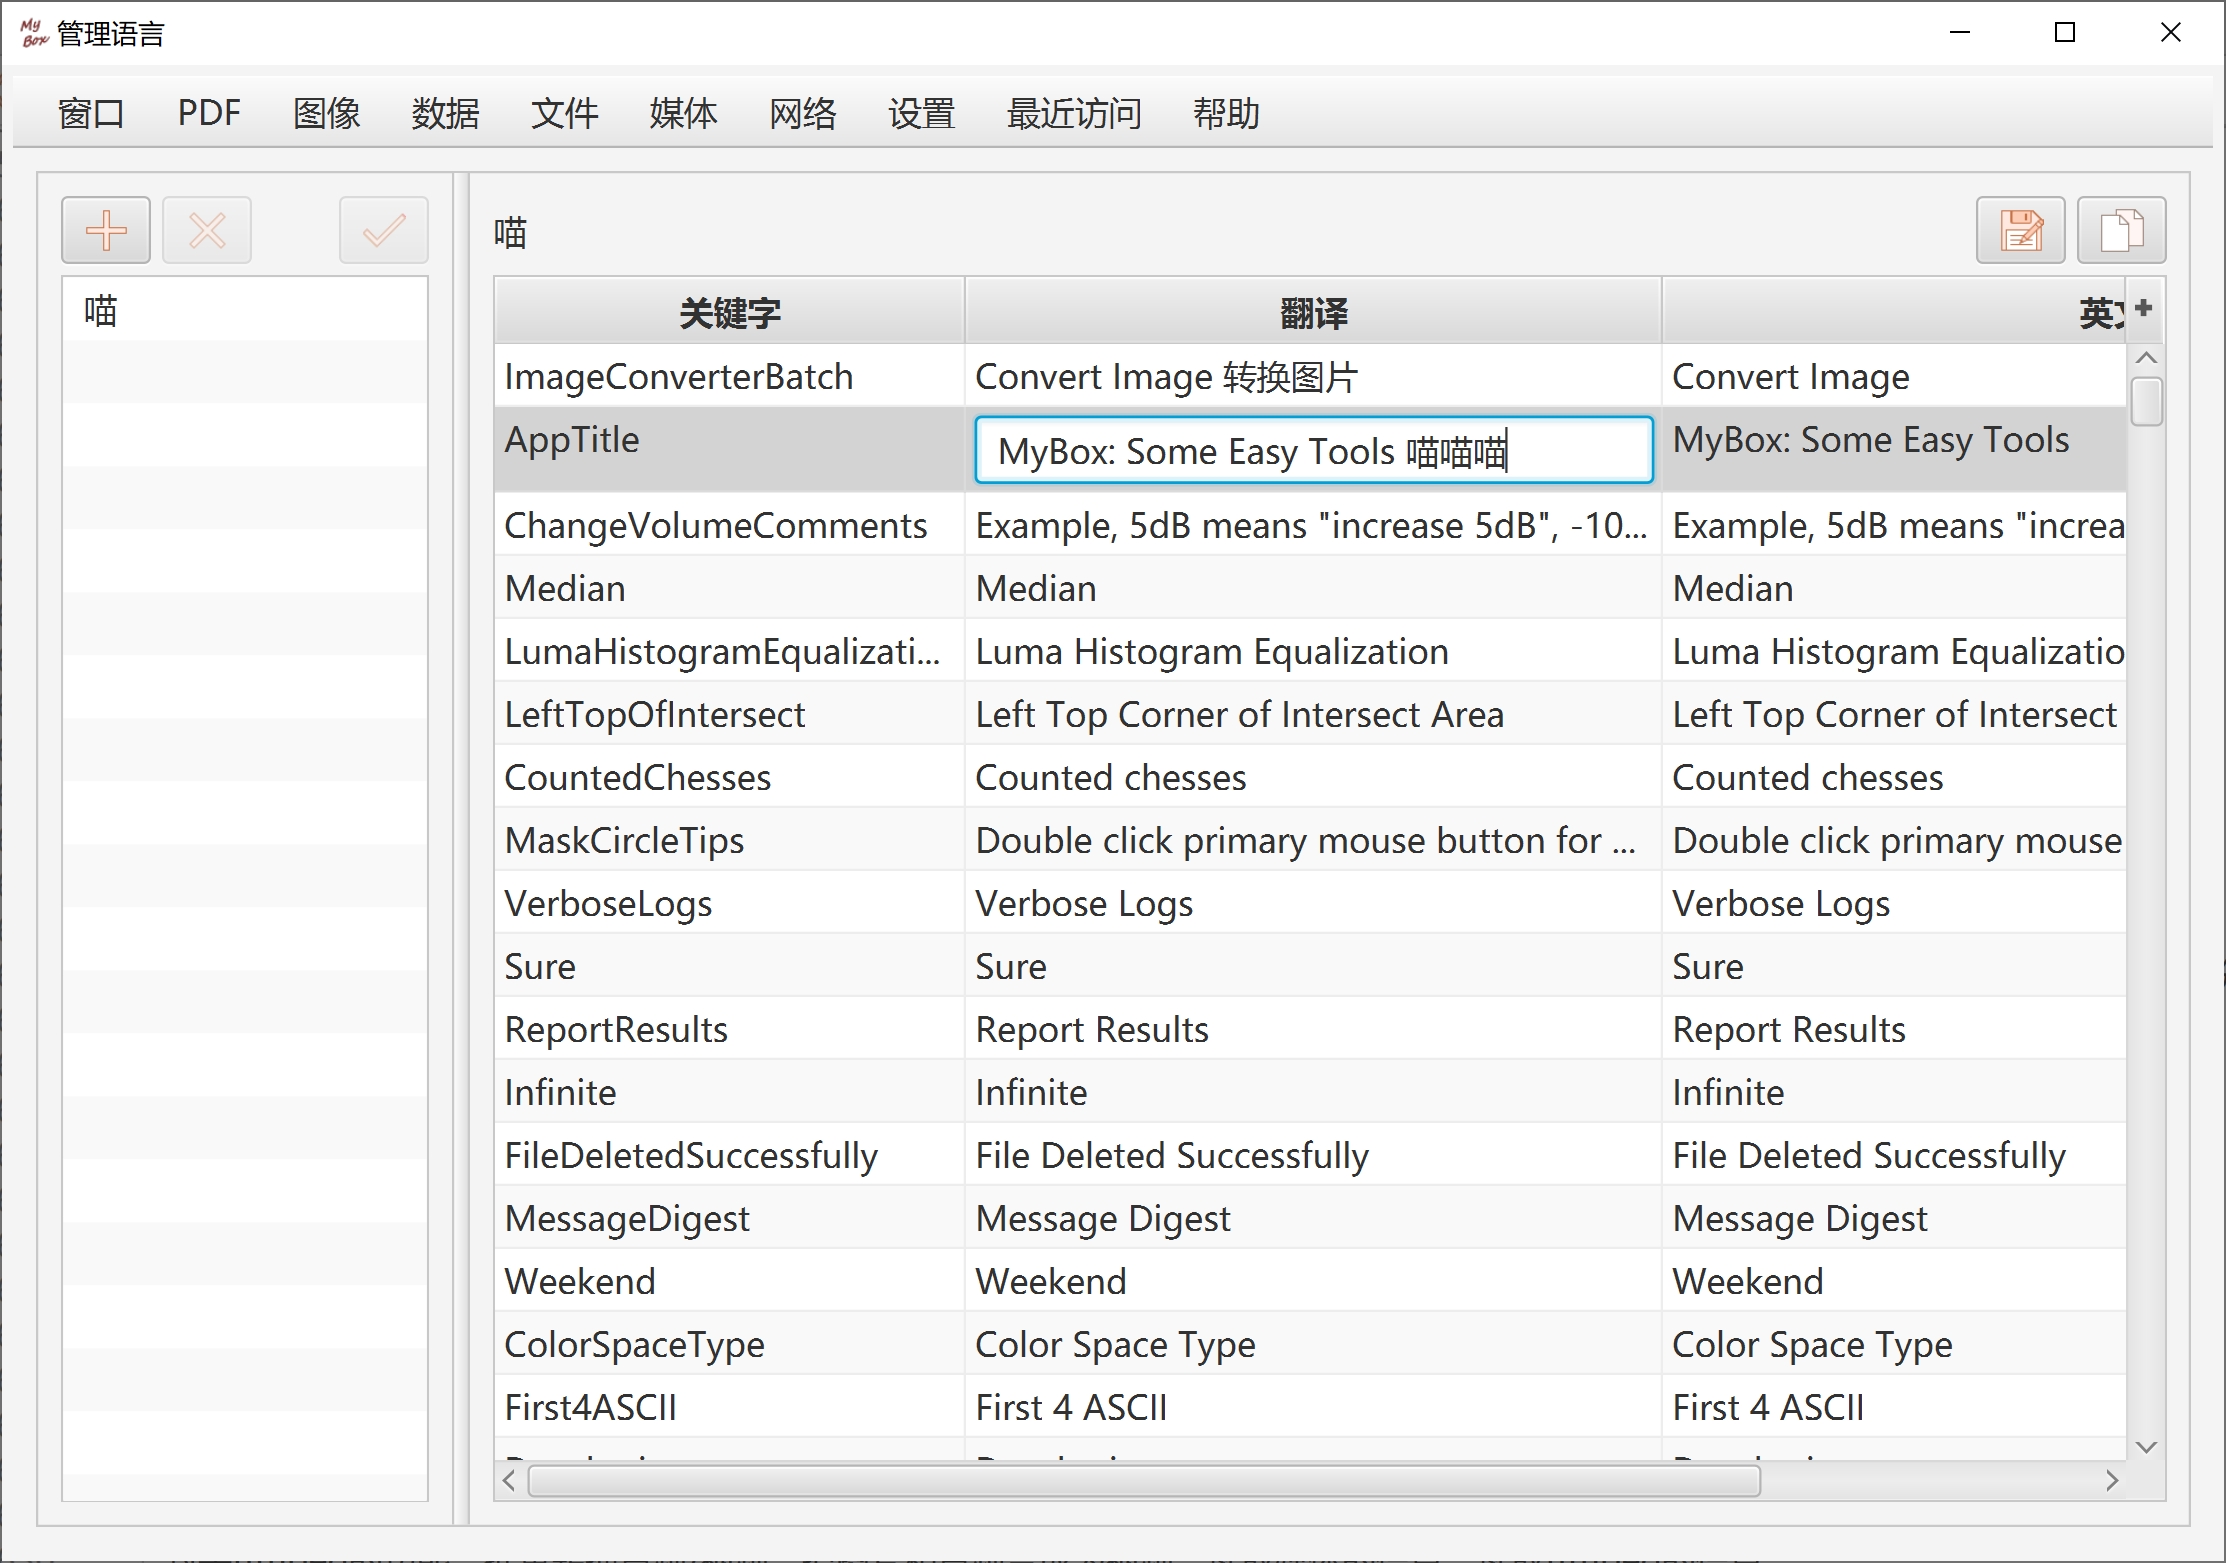 My Box 管理语言
窗口 PDF 图像 数据 文件 媒体 网络 设置 最近访问 帮助
喵
喵
关键字 翻译 英
ImageConverterBatch Convert Image 转换图片 Convert Image
AppTitle MyBox: Some Easy Tools 喵喵喵 MyBox: Some Easy Tools
ChangeVolumeComments Example, 5dB means "increase 5dB", -10... Example, 5dB means "increa
Median Median Median
LumaHistogramEqualizati... Luma Histogram Equalization Luma Histogram Equalizatio
LeftTopOfIntersect Left Top Corner of Intersect Area Left Top Corner of Intersect
CountedChesses Counted chesses Counted chesses
MaskCircleTips Double click primary mouse button for ... Double click primary mouse
VerboseLogs Verbose Logs Verbose Logs
Sure Sure Sure
ReportResults Report Results Report Results
Infinite Infinite Infinite
FileDeletedSuccessfully File Deleted Successfully File Deleted Successfully
MessageDigest Message Digest Message Digest
Weekend Weekend Weekend
ColorSpaceType Color Space Type Color Space Type
First4ASCII First 4 ASCII First 4 ASCII